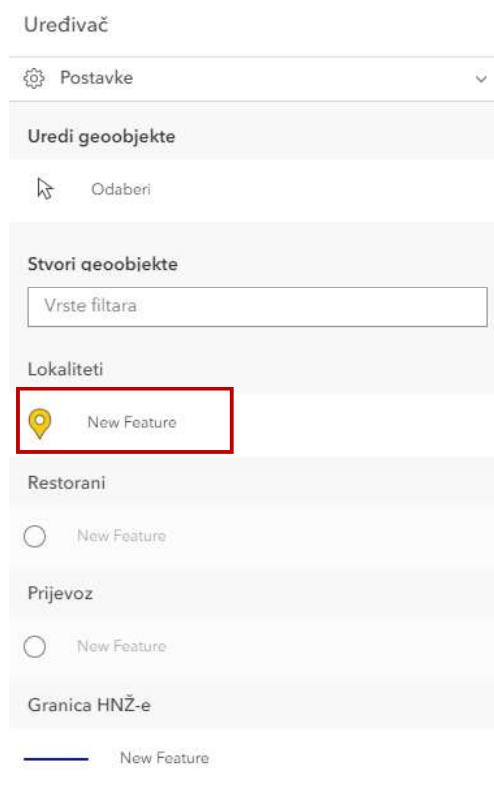 Uređivač
Postavke
Uredi geoobjekte
Odaberi
Stvori geoobjekte
Vrste filtara
Lokaliteti
New Feature
Restorani
New Feature
Prijevoz
New Feature
Granica HNŽ-e
New Feature